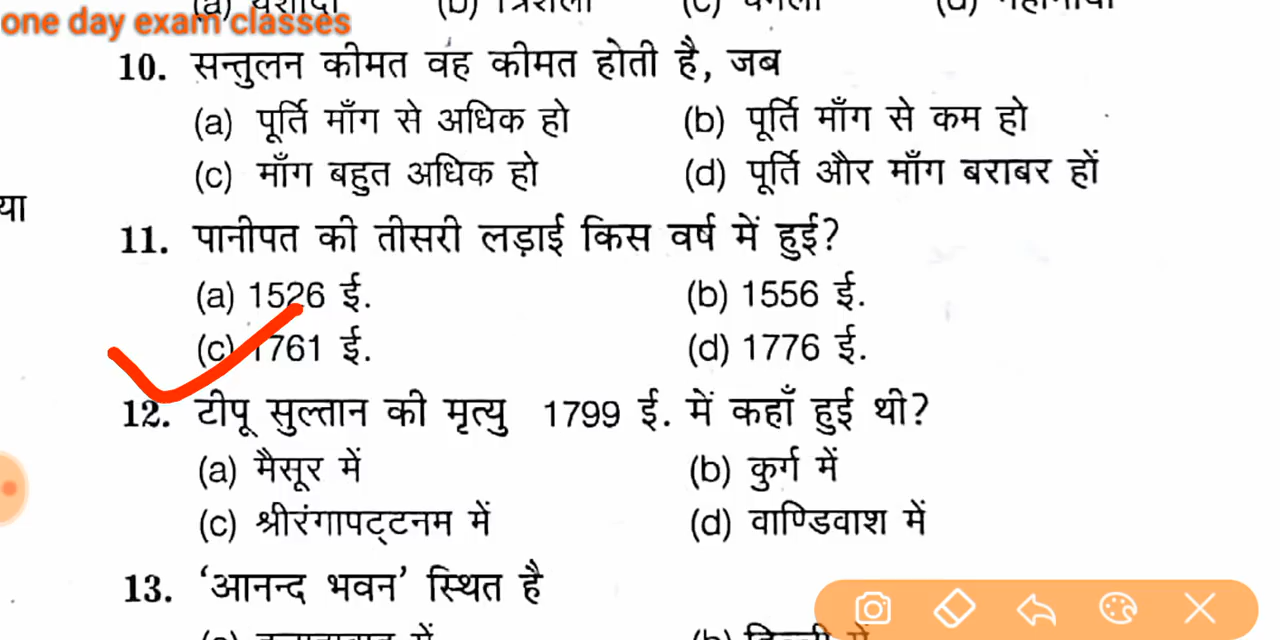 one day exam classes
10. सन्तुलन कीमत वह कीमत होती है, जब
(a) पूर्ति माँग से अधिक हो (b) पूर्ति माँग से कम हो
(c) माँग बहुत अधिक हो (d) पूर्ति और माँग बराबर हों
या
11. पानीपत की तीसरी लड़ाई किस वर्ष में हुई?
(a) 1526 ई. (b) 1556 ई.
(c) 1761 ई. (d) 1776 ई.
12. टीपू सुल्तान की मृत्यु 1799 ई. में कहाँ हुई थी?
(a) मैसूर में (b) कुर्ग में
(c) श्रीरंगापट्टनम में (d) वाण्डिवाश में
13. ‘आनन्द भवन’ स्थित है